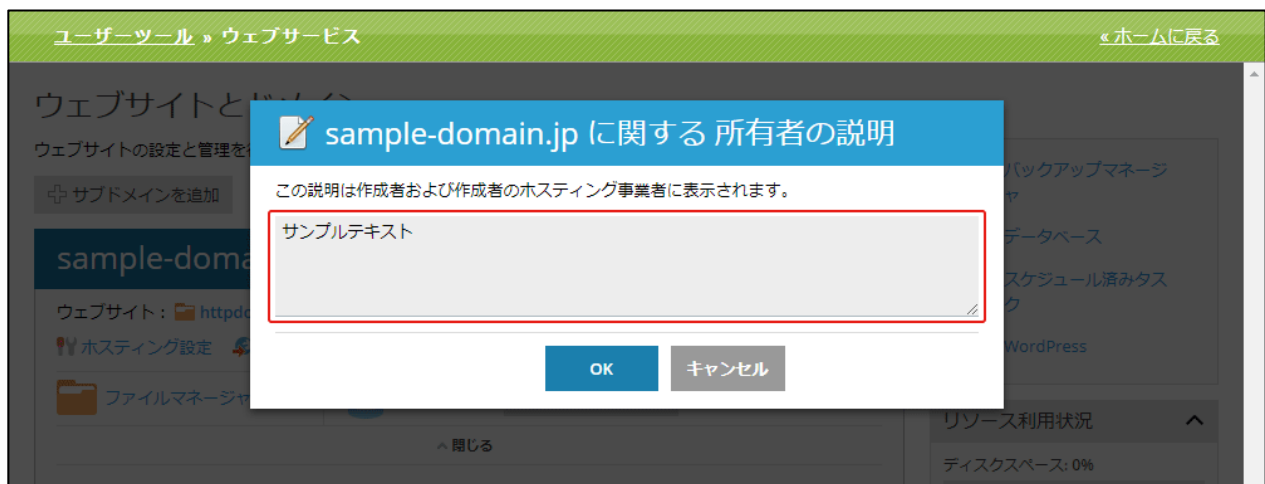 ユーザーツール » ウェブサービス
«ホームに戻る
ウェブサイトと
ウェブサイトの設定と管理を
サブドメインを追加
sample-doma
ウェブサイト : httpdo
ホスティング設定
ファイルマネージャ
閉じる
sample-domain.jp に関する 所有者の説明
この説明は作成者および作成者のホスティング事業者に表示されます。
サンプルテキスト
OK
キャンセル
バックアップマネージ
ャ
データベース
スケジュール済みタス
ク
WordPress
リソース利用状況
ディスクスペース: 0%